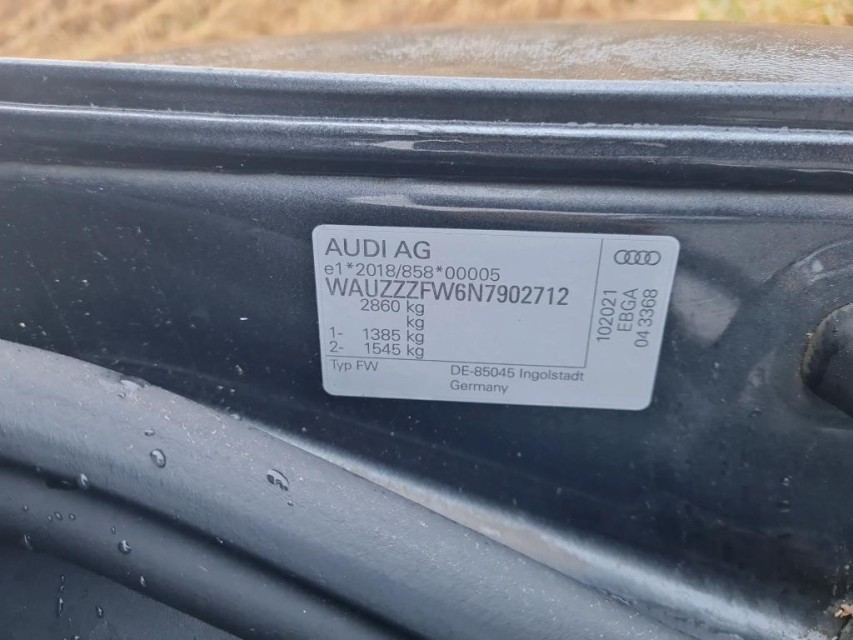 AUDI AG
e1*2018/858*00005
WAUZZZFW6N7902712
2860 kg
kg
1- 1385 kg
2- 1545 kg
Typ FW
DE-85045 Ingolstadt
Germany
102021
EBGA
04 3368